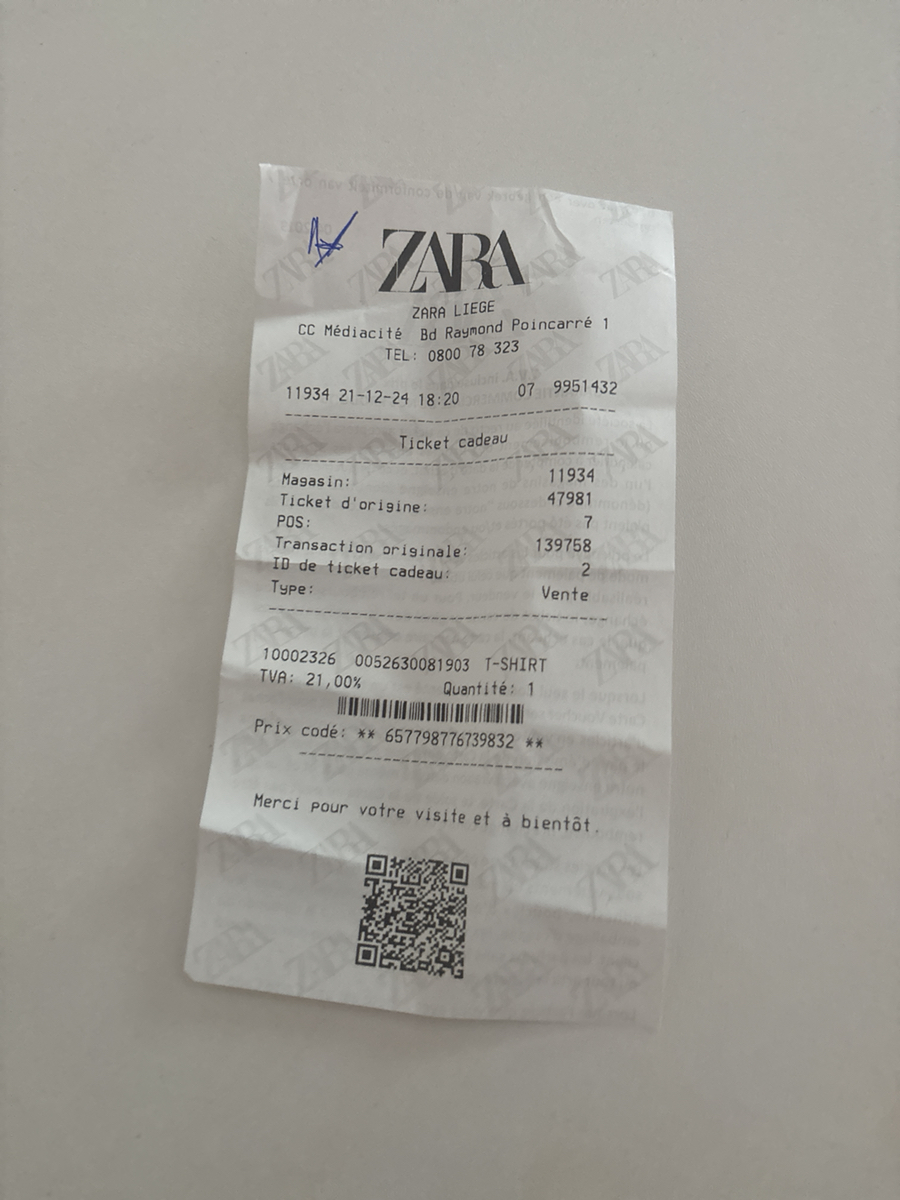 ZARA
ZARA LIEGE
CC Médiacité Bd Raymond Poincarré 1
TEL: 0800 78 323
11934 21-12-24 18:20 07 9951432
Ticket cadeau
Magasin: 11934
Ticket d'origine: 47981
POS: 7
Transaction originale: 139758
ID de ticket cadeau: 2
Type: Vente
10002326 0052630081903 T-SHIRT
TVA: 21,00% Quantité: 1
Prix codé: ** 657798776739832 **
Merci pour votre visite et à bientôt.